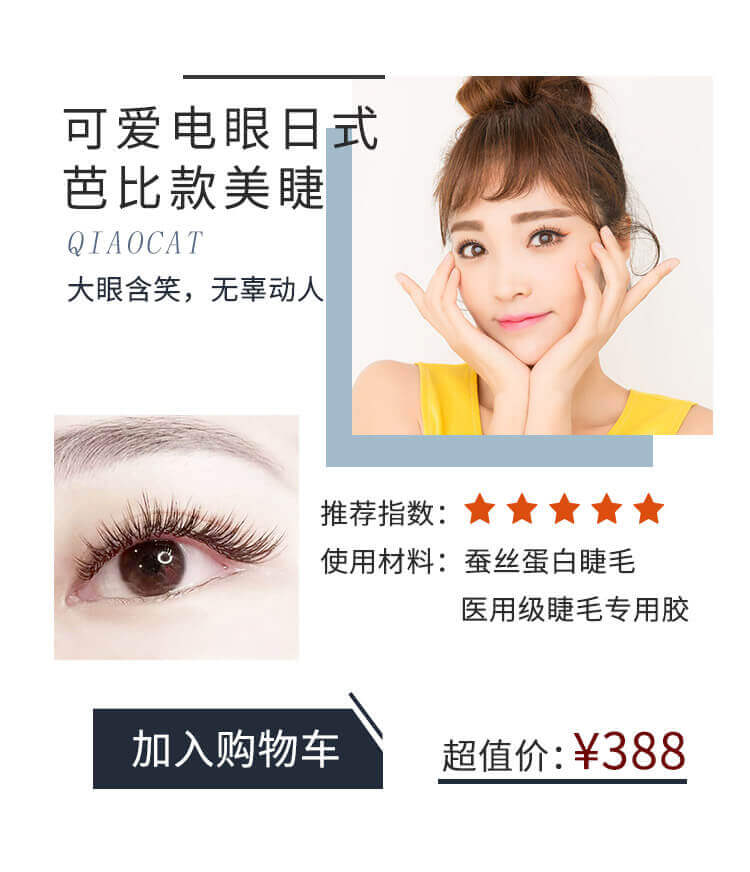 可爱电眼日式
芭比款美睫
QIAOCAT
大眼含笑，无辜动人
推荐指数：★★★★★
使用材料：蚕丝蛋白睫毛
医用级睫毛专用胶
加入购物车
超值价：¥388